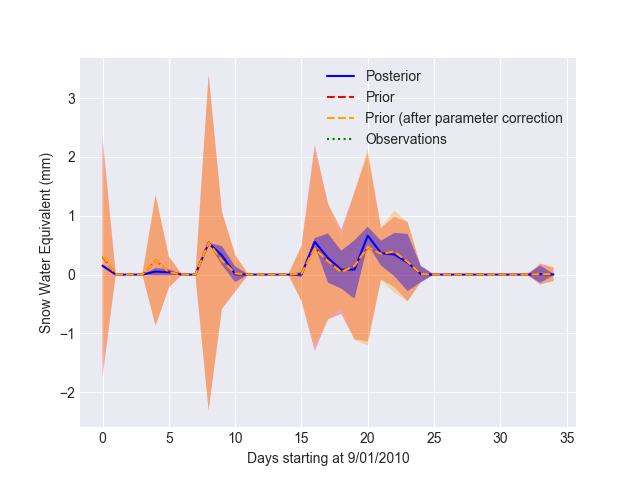 Posterior
Prior
Prior (after parameter correction
Observations
3
2
1
0
−1
−2
Snow Water Equivalent (mm)
0 5 10 15 20 25 30 35
Days starting at 9/01/2010